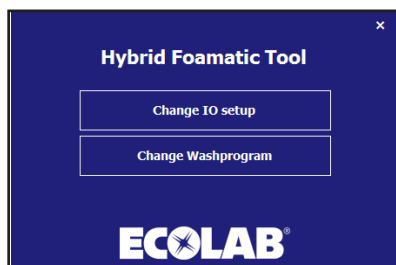 ×
Hybrid Foamatic Tool
Change IO setup
Change Washprogram
ECOLAB®